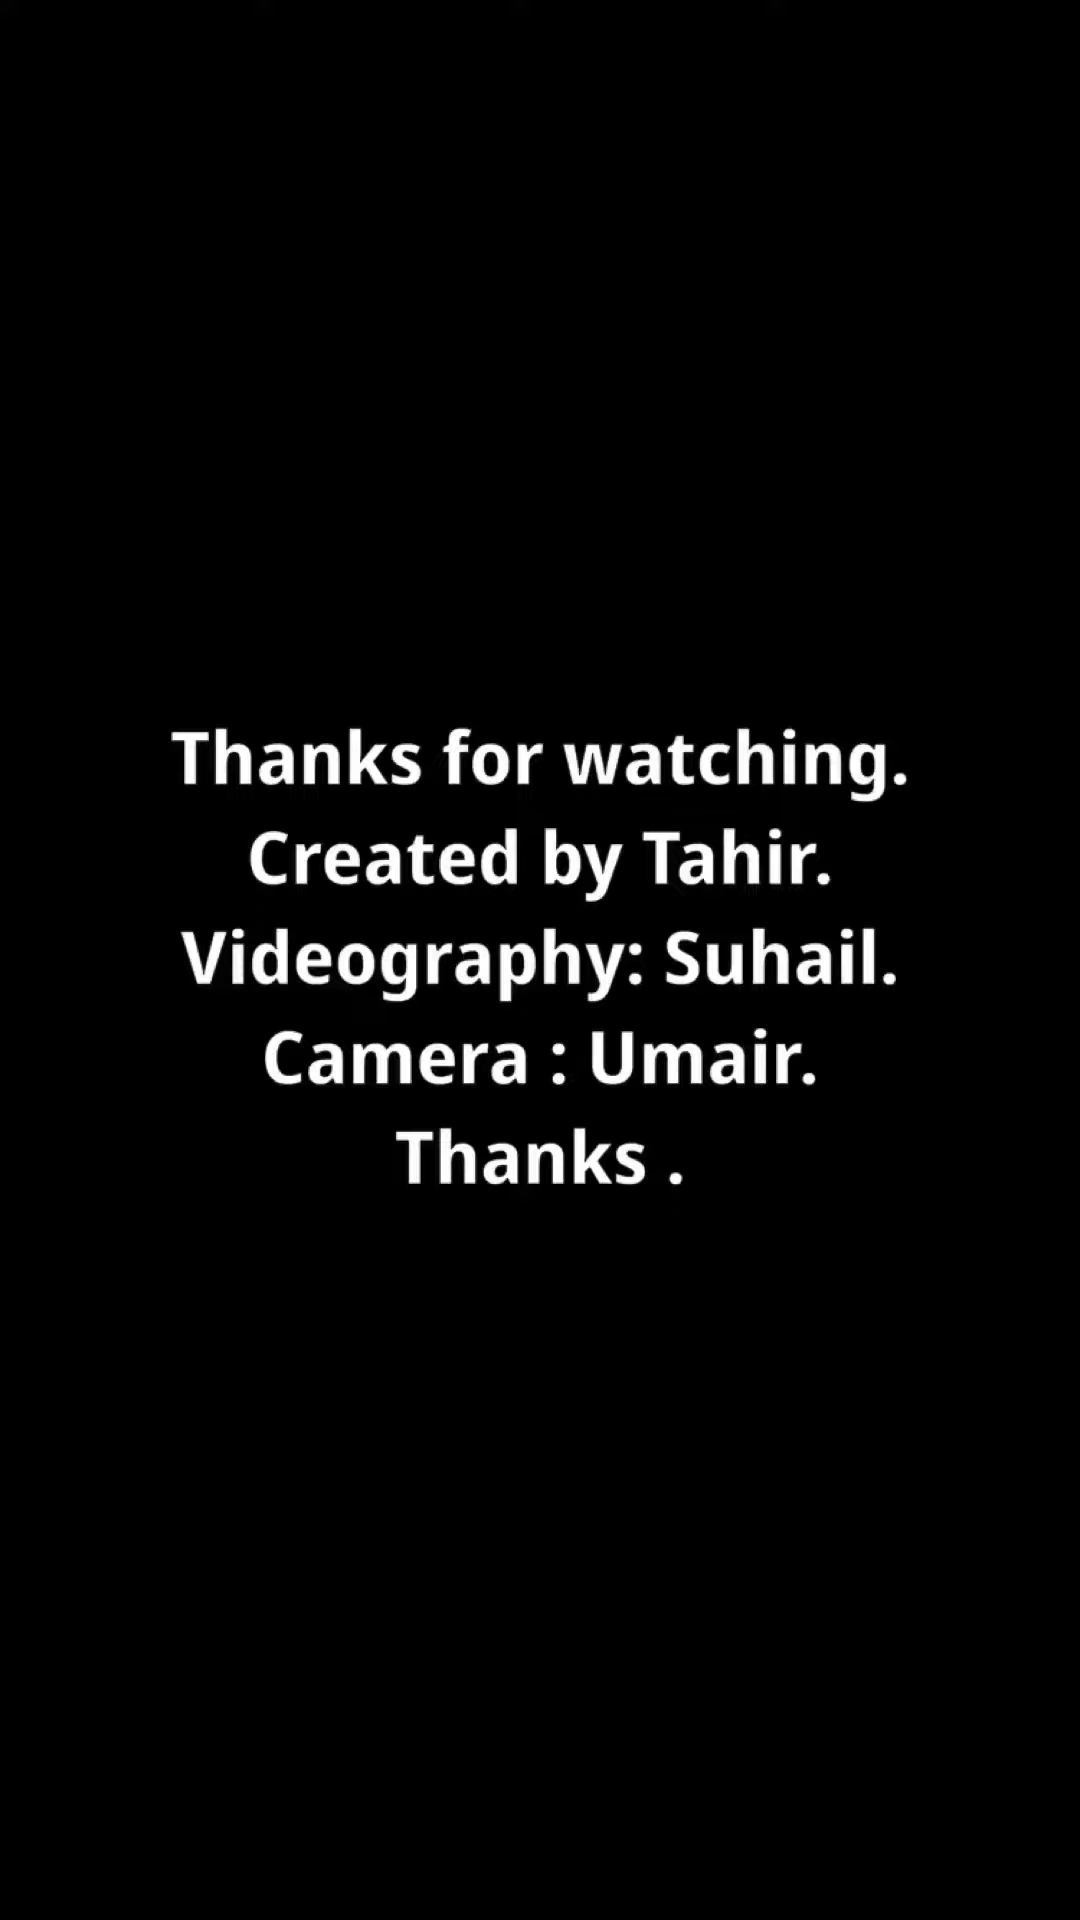 Thanks for watching.
Created by Tahir.
Videography: Suhail.
Camera : Umair.
Thanks .